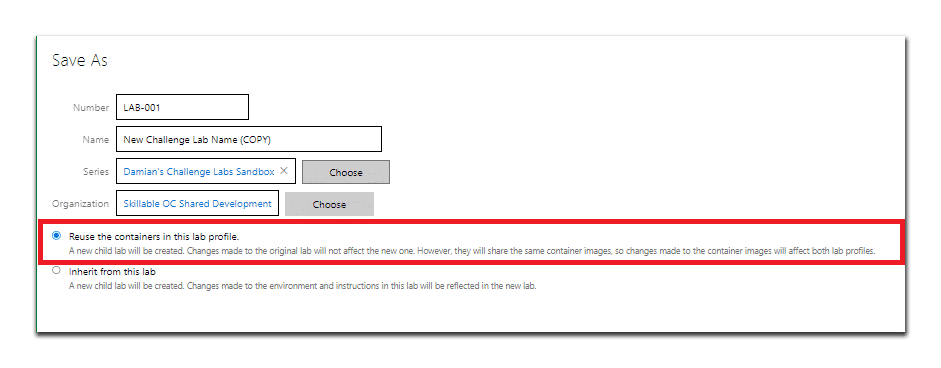 Save As
Number LAB-001
Name New Challenge Lab Name (COPY)
Series Damian's Challenge Labs Sandbox × Choose
Organization Skillable OC Shared Development Choose
Reuse the containers in this lab profile.
A new child lab will be created. Changes made to the original lab will not affect the new one. However, they will share the same container images, so changes made to the container images will affect both lab profiles.
Inherit from this lab
A new child lab will be created. Changes made to the environment and instructions in this lab will be reflected in the new lab.